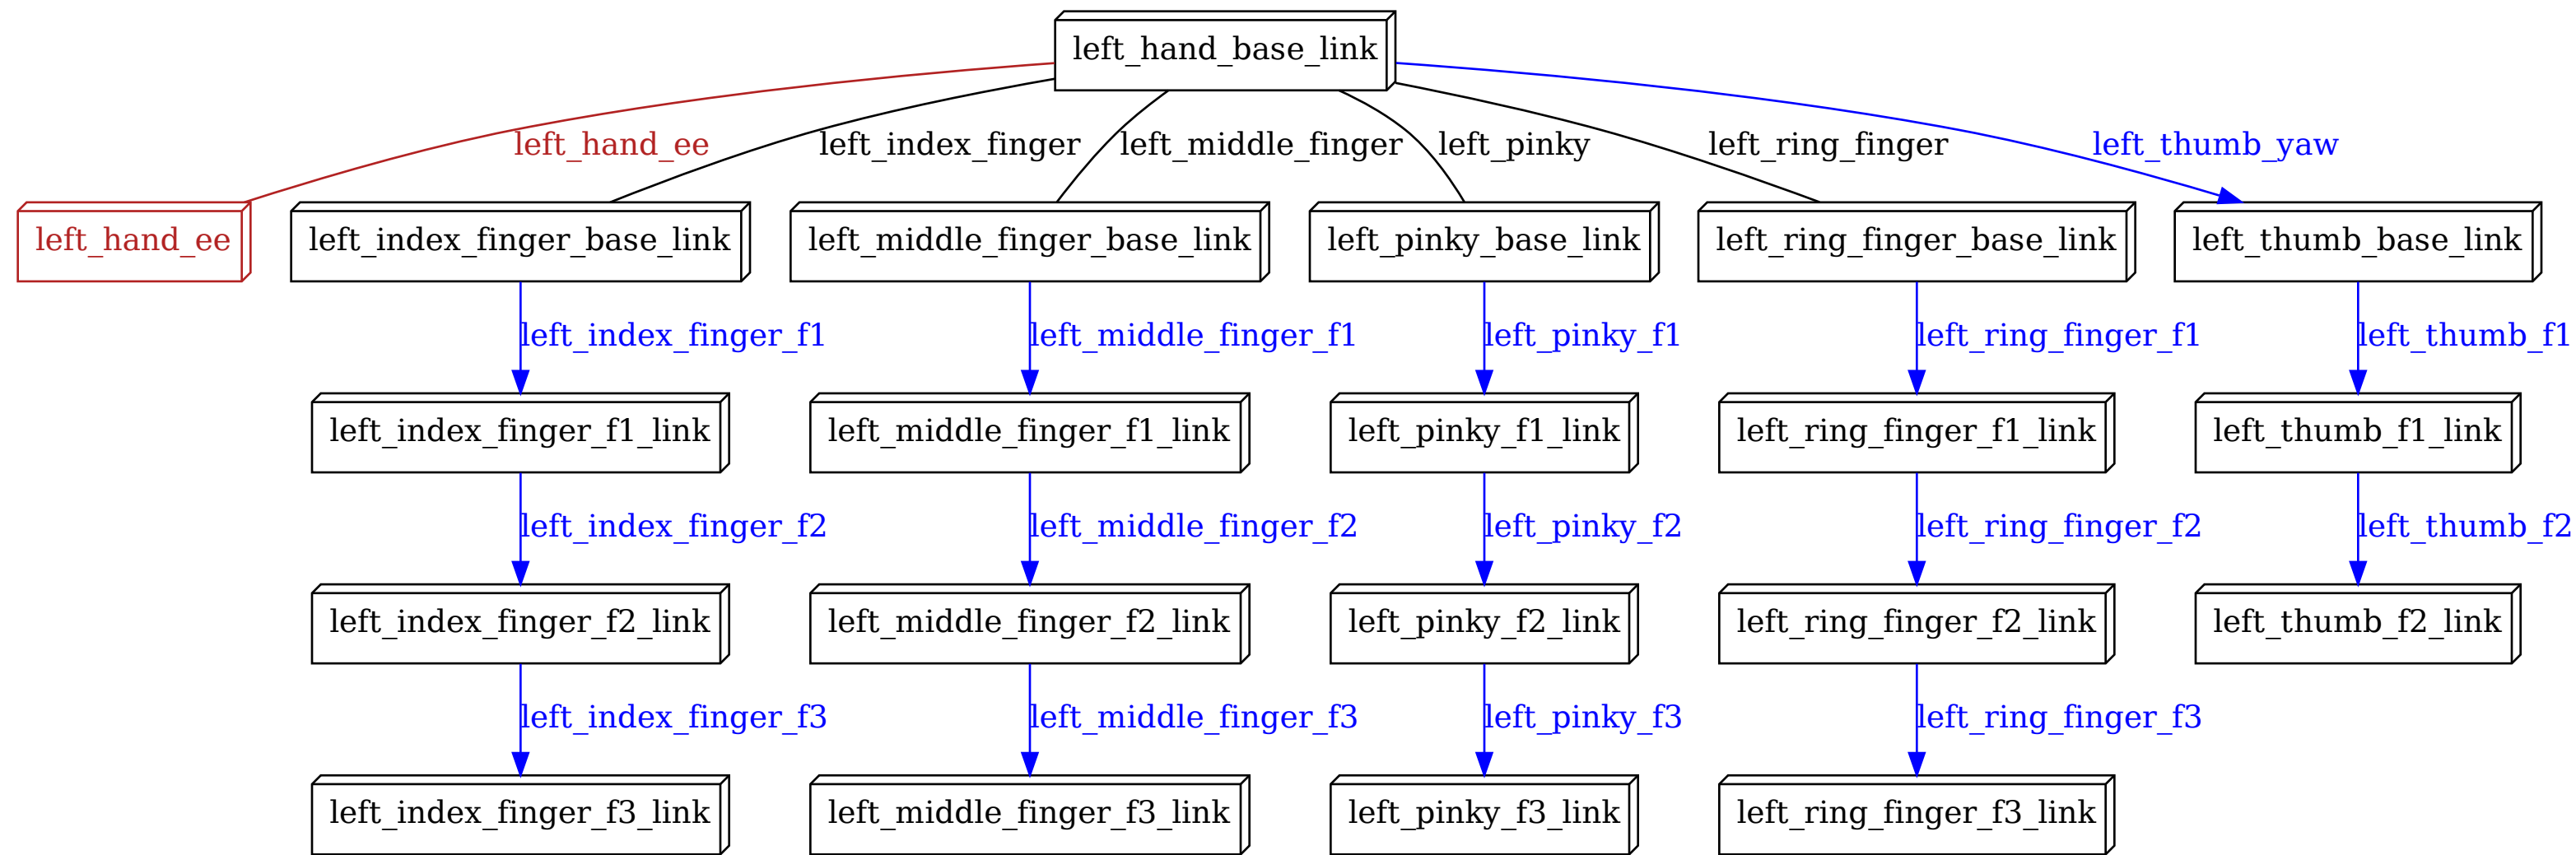 left_hand_base_link
left_hand_ee left_index_finger left_middle_finger left_pinky left_ring_finger left_thumb_yaw
left_hand_ee left_index_finger_base_link left_middle_finger_base_link left_pinky_base_link left_ring_finger_base_link left_thumb_base_link
left_index_finger_f1 left_middle_finger_f1 left_pinky_f1 left_ring_finger_f1 left_thumb_f1
left_index_finger_f1_link left_middle_finger_f1_link left_pinky_f1_link left_ring_finger_f1_link left_thumb_f1_link
left_index_finger_f2 left_middle_finger_f2 left_pinky_f2 left_ring_finger_f2 left_thumb_f2
left_index_finger_f2_link left_middle_finger_f2_link left_pinky_f2_link left_ring_finger_f2_link left_thumb_f2_link
left_index_finger_f3 left_middle_finger_f3 left_pinky_f3 left_ring_finger_f3
left_index_finger_f3_link left_middle_finger_f3_link left_pinky_f3_link left_ring_finger_f3_link